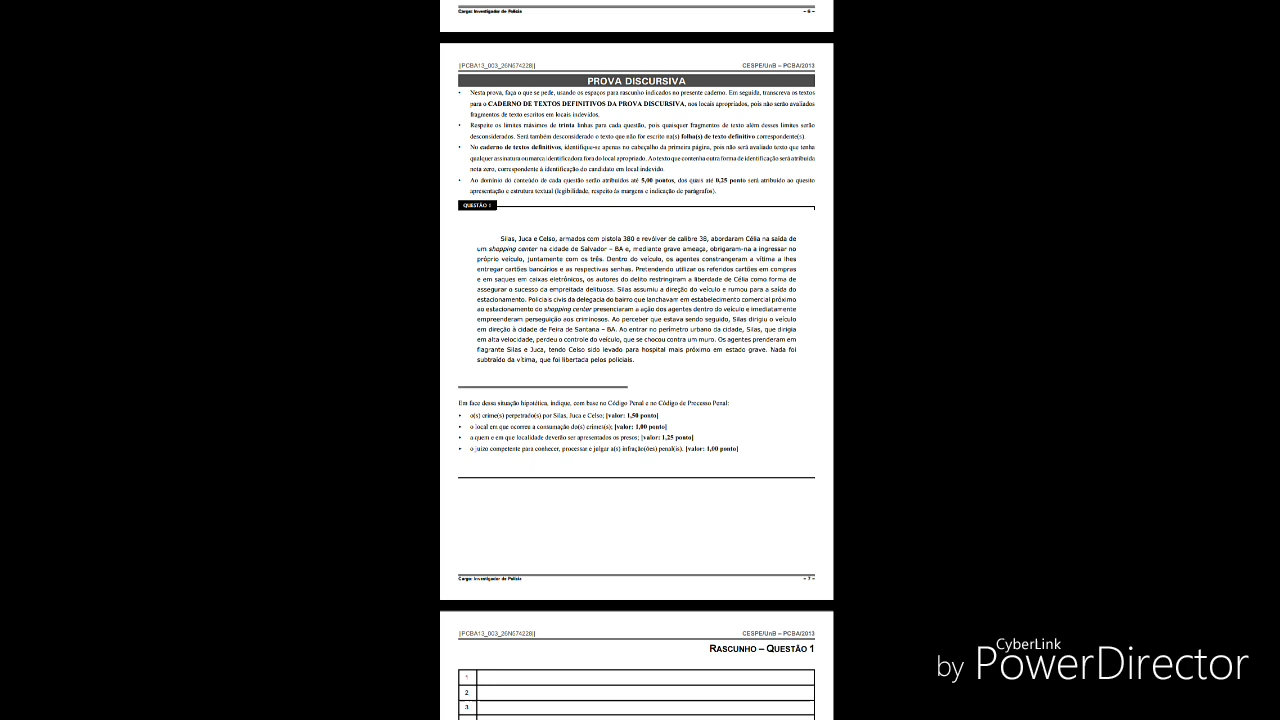 Cargo: Investigador de Polícia – 6 –
||PCBA13_003_26N574228|| CESPE/UnB – PCBA/2013
PROVA DISCURSIVA
• Nesta prova, faça o que se pede, usando os espaços para rascunho indicados no presente caderno. Em seguida, transcreva os textos
para o CADERNO DE TEXTOS DEFINITIVOS DA PROVA DISCURSIVA, nos locais apropriados, pois não serão avaliados
fragmentos de texto escritos em locais indevidos.
• Respeite os limites máximos de trinta linhas para cada questão, pois quaisquer fragmentos de texto além desses limites serão
desconsiderados. Será também desconsiderado o texto que não for escrito na(s) folha(s) de texto definitivo correspondente(s).
• No caderno de textos definitivos, identifique-se apenas no cabeçalho da primeira página, pois não será avaliado texto que tenha
qualquer assinatura ou marca identificadora fora do local apropriado. Ao texto que contenha outra forma de identificação será atribuída
nota zero, correspondente à identificação do candidato em local indevido.
• Ao domínio do conteúdo de cada questão serão atribuídos até 5,00 pontos, dos quais até 0,25 ponto será atribuído ao quesito
apresentação e estrutura textual (legibilidade, respeito às margens e indicação de parágrafos).
QUESTÃO 1
Silas, Juca e Celso, armados com pistola 380 e revólver de calibre 38, abordaram Célia na saída de
um shopping center na cidade de Salvador – BA e, mediante grave ameaça, obrigaram-na a ingressar no
próprio veículo, juntamente com os três. Dentro do veículo, os agentes constrangeram a vítima a lhes
entregar cartões bancários e as respectivas senhas. Pretendendo utilizar os referidos cartões em compras
e em saques em caixas eletrônicos, os autores do delito restringiram a liberdade de Célia como forma de
assegurar o sucesso da empreitada delituosa. Silas assumiu a direção do veículo e rumou para a saída do
estacionamento. Policiais civis da delegacia do bairro que lanchavam em estabelecimento comercial próximo
ao estacionamento do shopping center presenciaram a ação dos agentes dentro do veículo e imediatamente
empreenderam perseguição aos criminosos. Ao perceber que estava sendo seguido, Silas dirigiu o veículo
em direção à cidade de Feira de Santana – BA. Ao entrar no perímetro urbano da cidade, Silas, que dirigia
em alta velocidade, perdeu o controle do veículo, que se chocou contra um muro. Os agentes prenderam em
flagrante Silas e Juca, tendo Celso sido levado para hospital mais próximo em estado grave. Nada foi
subtraído da vítima, que foi libertada pelos policiais.
Em face dessa situação hipotética, indique, com base no Código Penal e no Código de Processo Penal:
• o(s) crime(s) perpetrado(s) por Silas, Juca e Celso; [valor: 1,50 ponto]
• o local em que ocorreu a consumação do(s) crime(s); [valor: 1,00 ponto]
• a quem e em que localidade deverão ser apresentados os presos; [valor: 1,25 ponto]
• o juízo competente para conhecer, processar e julgar a(s) infração(ões) penal(is). [valor: 1,00 ponto]
Cargo: Investigador de Polícia – 7 –
||PCBA13_003_26N574228|| CESPE/UnB – PCBA/2013
RASCUNHO – QUESTÃO 1
1
2
3
CyberLink
by PowerDirector